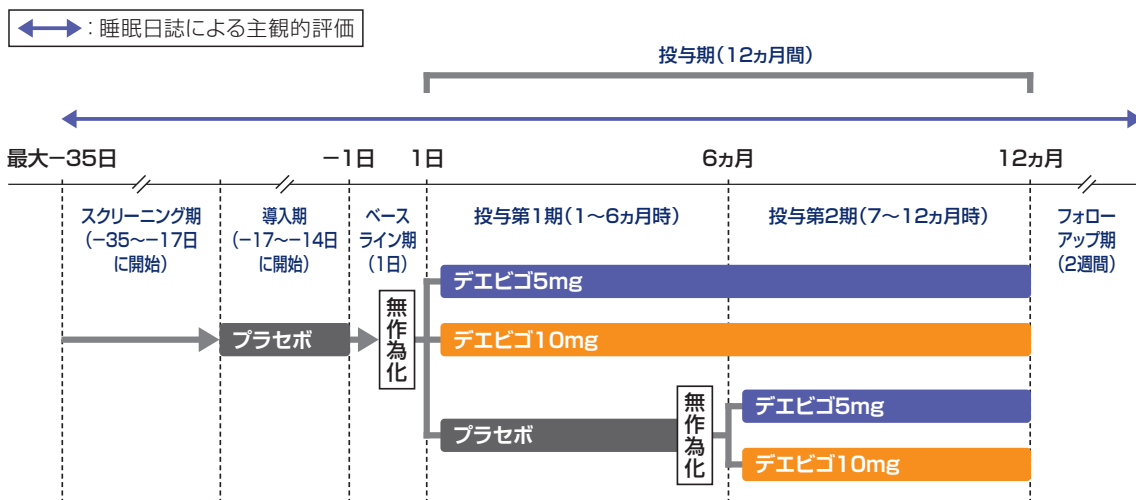 ：睡眠日誌による主観的評価
投与期（12ヵ月間）
最大−35日
−1日
1日
6ヵ月
12ヵ月
スクリーニング期
（−35〜−17日
に開始）
導入期
（−17〜−14日
に開始）
ベース
ライン期
（1日）
投与第1期（1〜6ヵ月時）
投与第2期（7〜12ヵ月時）
フォロー
アップ期
（2週間）
デエビゴ5mg
プラセボ
無作為化
デエビゴ10mg
プラセボ
無作為化
デエビゴ5mg
デエビゴ10mg